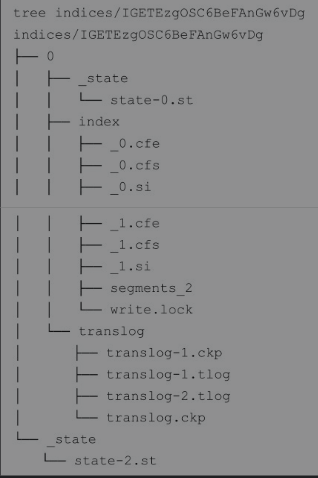 tree indices/IGETEzgOSC6BeFAnGw6vDg
indices/IGETEzgOSC6BeFAnGw6vDg
├── 0
│   ├── _state
│   │   └── state-0.st
│   ├── index
│   │   ├── _0.cfe
│   │   ├── _0.cfs
│   │   ├── _0.si
│   │   ├── _1.cfe
│   │   ├── _1.cfs
│   │   ├── _1.si
│   │   ├── segments_2
│   │   └── write.lock
│   └── translog
│       ├── translog-1.ckp
│       ├── translog-1.tlog
│       ├── translog-2.tlog
│       └── translog.ckp
└── _state
    └── state-2.st